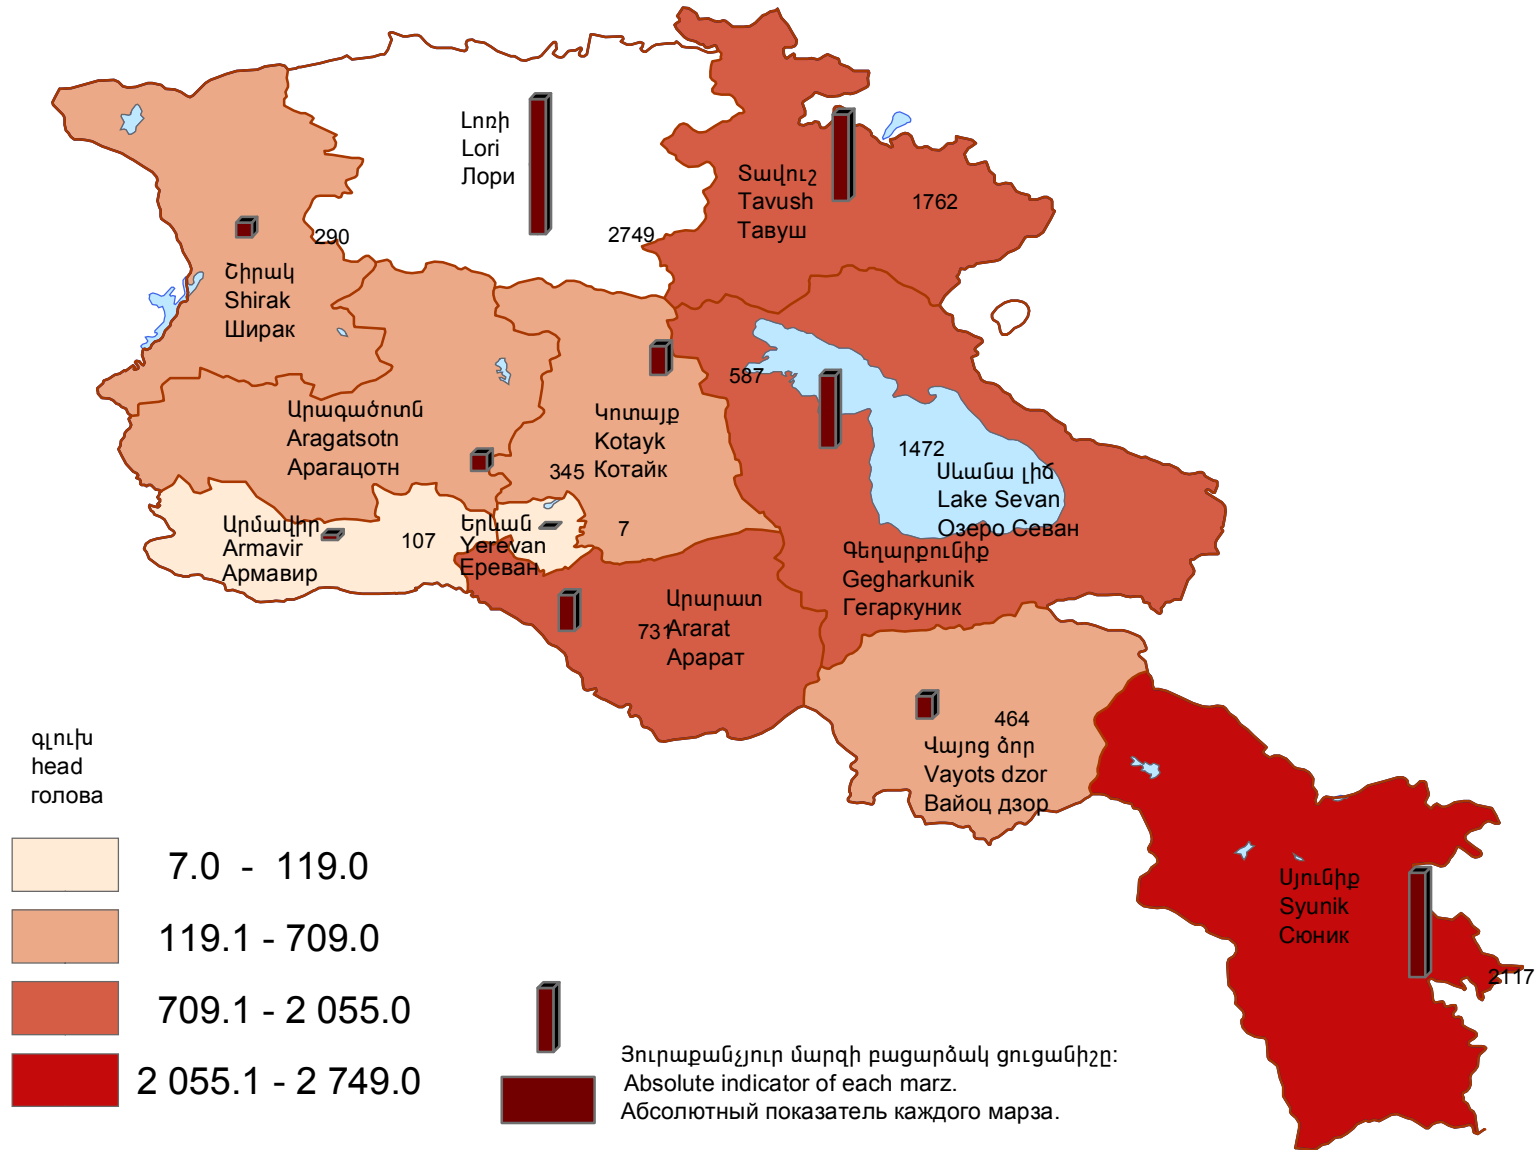 Լոռի
Lori
Лори
2749
Տավուշ
Tavush
Тавуш
1762
290
Շիրակ
Shirak
Ширак
587
Արագածոտն
Aragatsotn
Арагацотн
345
Կոտայք
Kotayk
Котайк
7
1472
Սևանա լիճ
Lake Sevan
Озеро Севан
Գեղարքունիք
Gegharkunik
Гегаркуник
Արմավիր
Armavir
Армавир
107
Երևան
Yerevan
Ереван
Արարատ
Ararat
Арарат
731
464
Վայոց ձոր
Vayots dzor
Вайоц дзор
Սյունիք
Syunik
Сюник
2117
գլուխ
head
голова
7.0 - 119.0
119.1 - 709.0
709.1 - 2 055.0
2 055.1 - 2 749.0
Յուրաքանչյուր մարզի բացարձակ ցուցանիշը:
Absolute indicator of each marz.
Абсолютный показатель каждого марза.